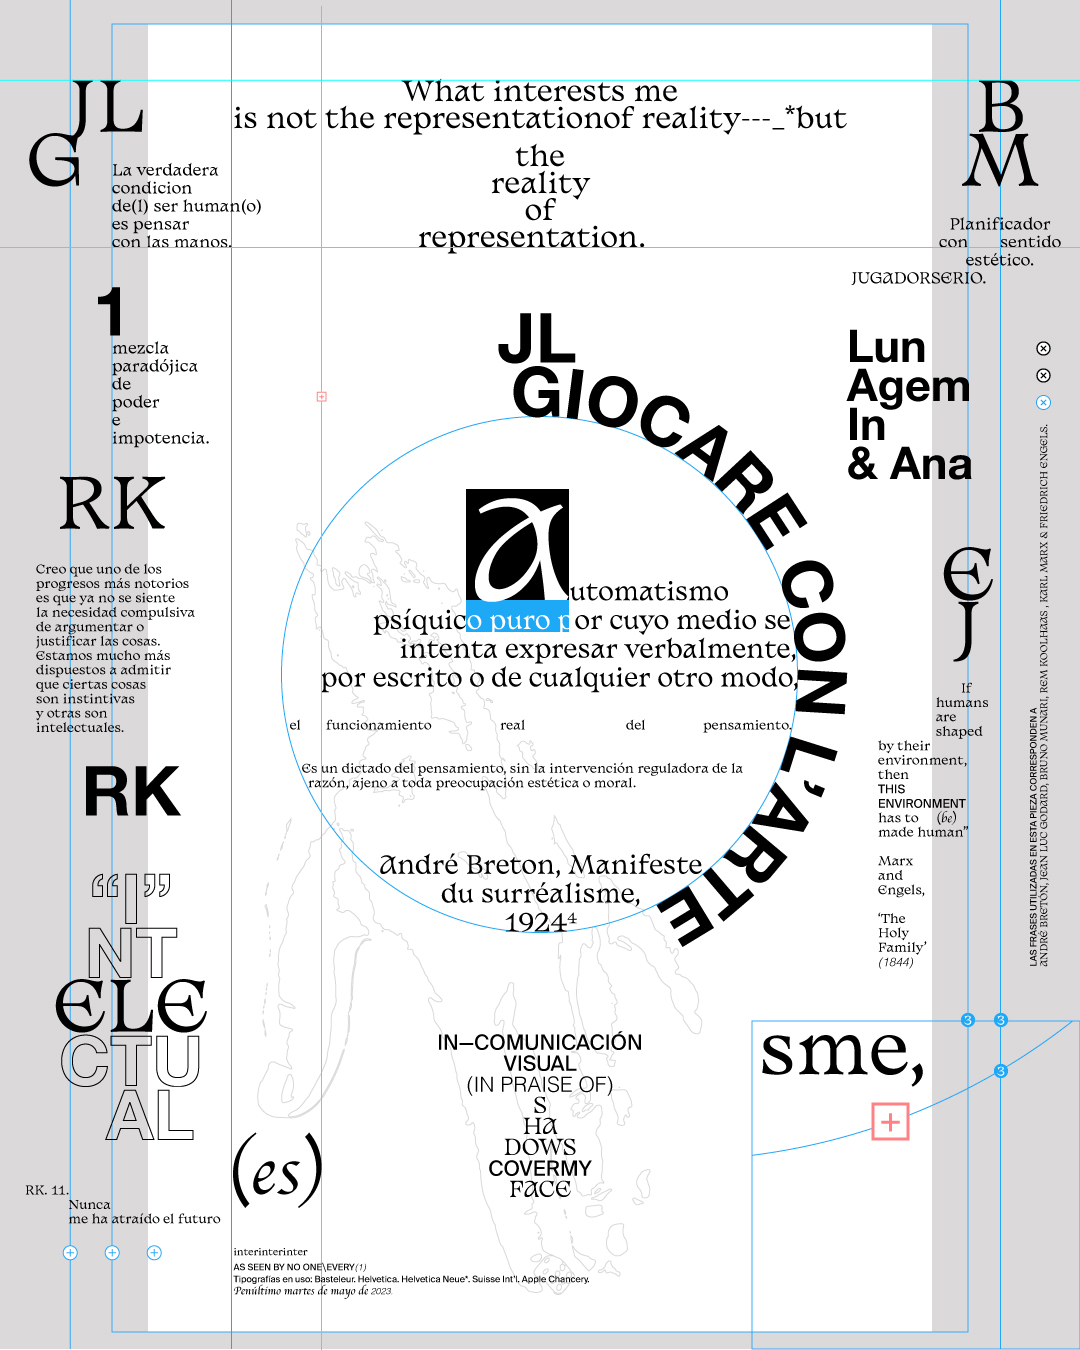 JL
G
La verdadera
condicion
de(l) ser human(o)
es pensar
con las manos.
What interests me
is not the representationof reality---_*but
the
reality
of
representation.
B
M
Planificador
con sentido
estético.
JUGADORSERIO.
1
mezcla
paradójica
de
poder
e
impotencia.
RK
Creo que uno de los
progresos más notorios
es que ya no se siente
la necesidad compulsiva
de argumentar o
justificar las cosas.
Estamos mucho más
dispuestos a admitir
que ciertas cosas
son instintivas
y otras son
intelectuales.
RK
“I”
NT
ELE
CTU
AL
RK. 11.
Nunca
me ha atraído el futuro
JL
GIOCARE CON L’ARTE
automatismo
psíquico puro por cuyo medio se
intenta expresar verbalmente,
por escrito o de cualquier otro modo,
el funcionamiento real del pensamiento.
Es un dictado del pensamiento, sin la intervención reguladora de la
razón, ajeno a toda preocupación estética o moral.
André Breton, Manifeste
du surréalisme,
1924⁴
IN—COMUNICACIÓN
VISUAL
(IN PRAISE OF)
S
HA
DOWS
COVERMY
FACE
(es)
interinterinter
AS SEEN BY NO ONE\EVERY(1)
Tipografías en uso: Basteleur. Helvetica. Helvetica Neue*. Suisse Int’l. Apple Chancery.
Penúltimo martes de mayo de 2023.
Lun
Agem
In
& Ana
E
J
If
humans
are
shaped
by their
environment,
then
THIS
ENVIRONMENT
has to (be)
made human”
Marx
and
Engels,
‘The
Holy
Family’
(1844)
LAS FRASES UTILIZADAS EN ESTA PIEZA CORRESPONDEN A
ANDRÉ BRETÓN, JEAN LUC GODARD, BRUNO MUNARI, REM KOOLHAAS, KARL MARX & FRIEDRICH ENGELS.
3
3
3
sme,